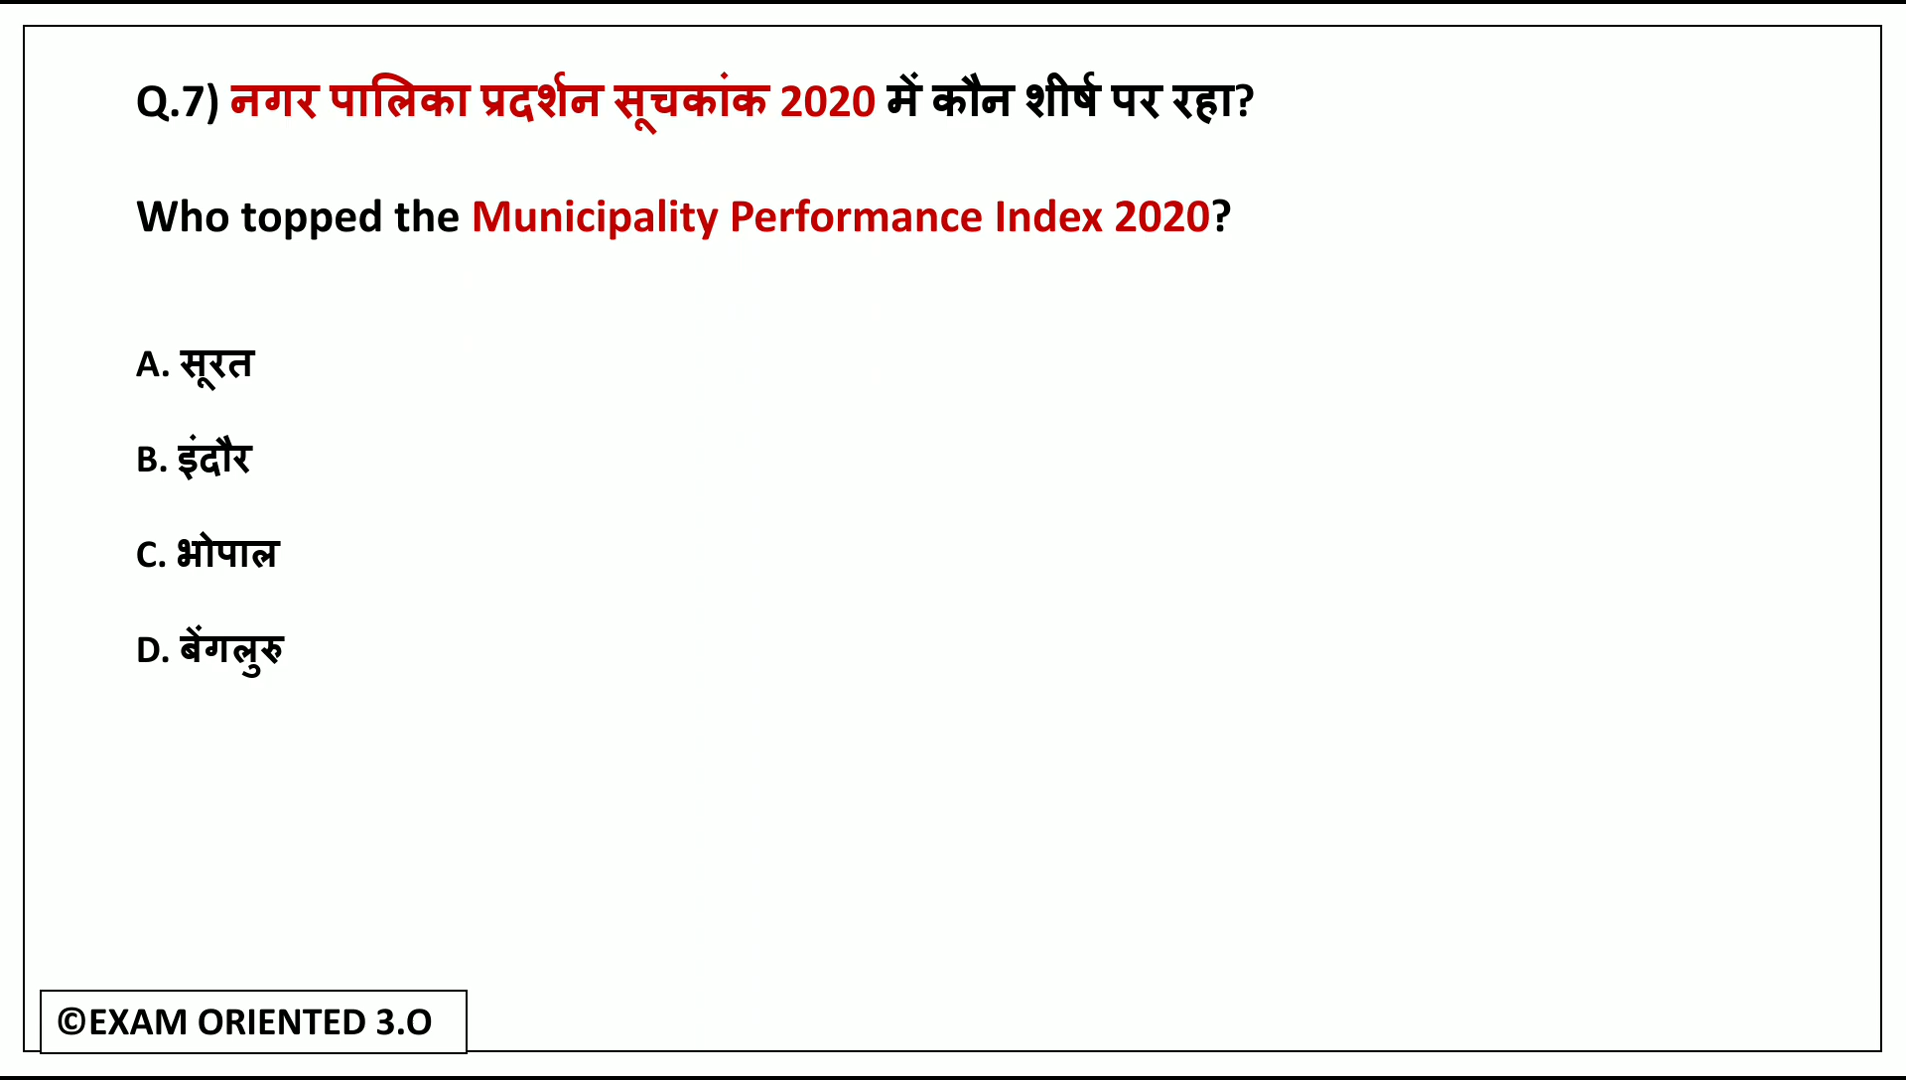 Q.7) नगर पालिका प्रदर्शन सूचकांक 2020 में कौन शीर्ष पर रहा?
Who topped the Municipality Performance Index 2020?
A. सूरत
B. इंदौर
C. भोपाल
D. बेंगलुरु
©EXAM ORIENTED 3.O